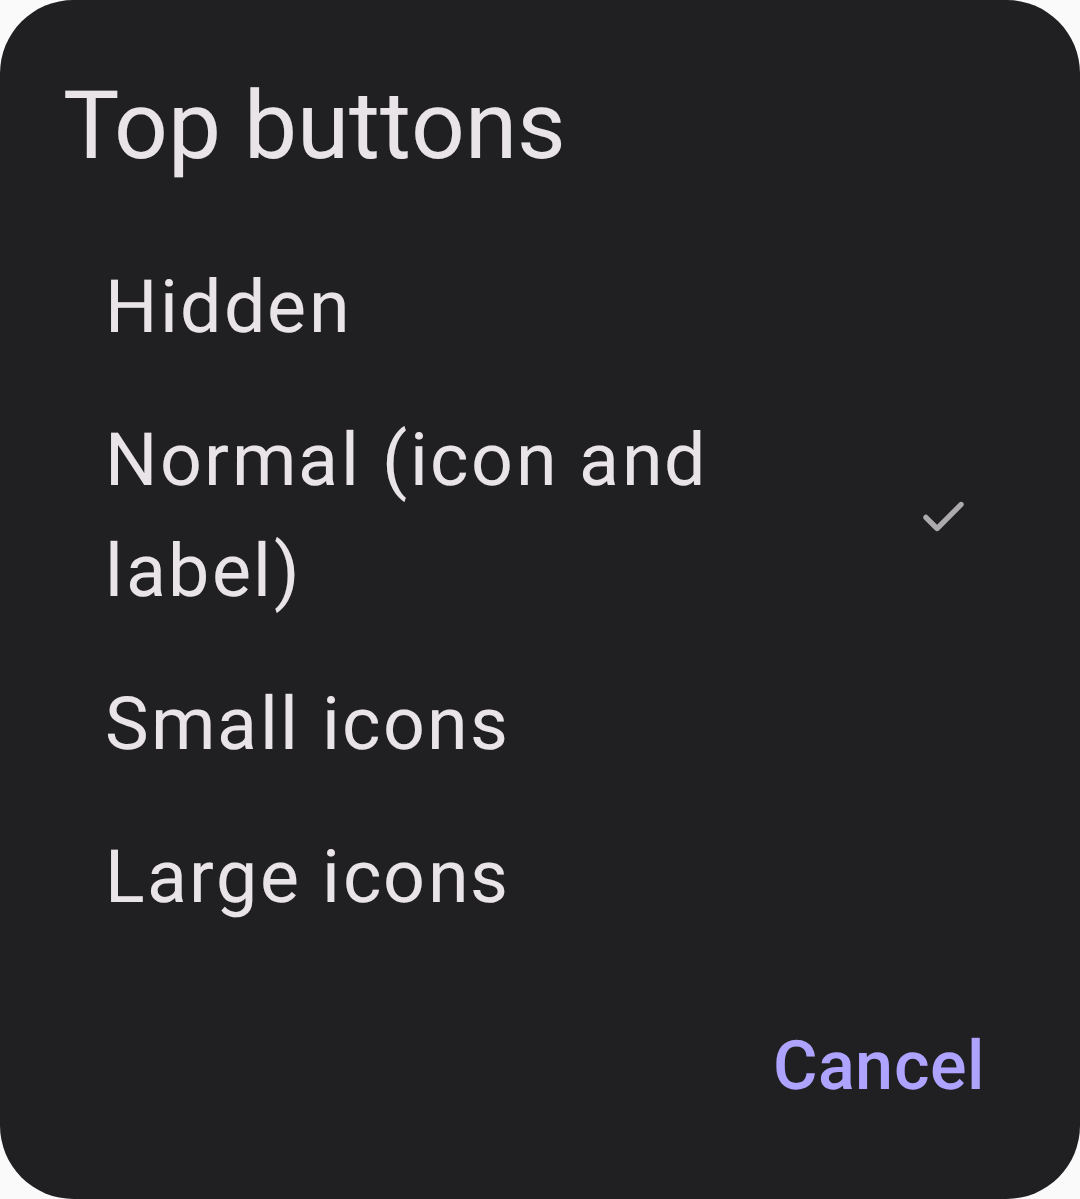 Top buttons
Hidden
Normal (icon and
label)
Small icons
Large icons
Cancel